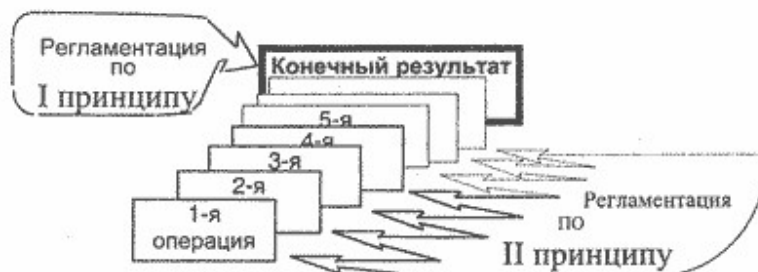 Регламентация
по
I принципу
Конечный результат
5-я
4-я
3-я
2-я
1-я
операция
Регламентация
по
II принципу